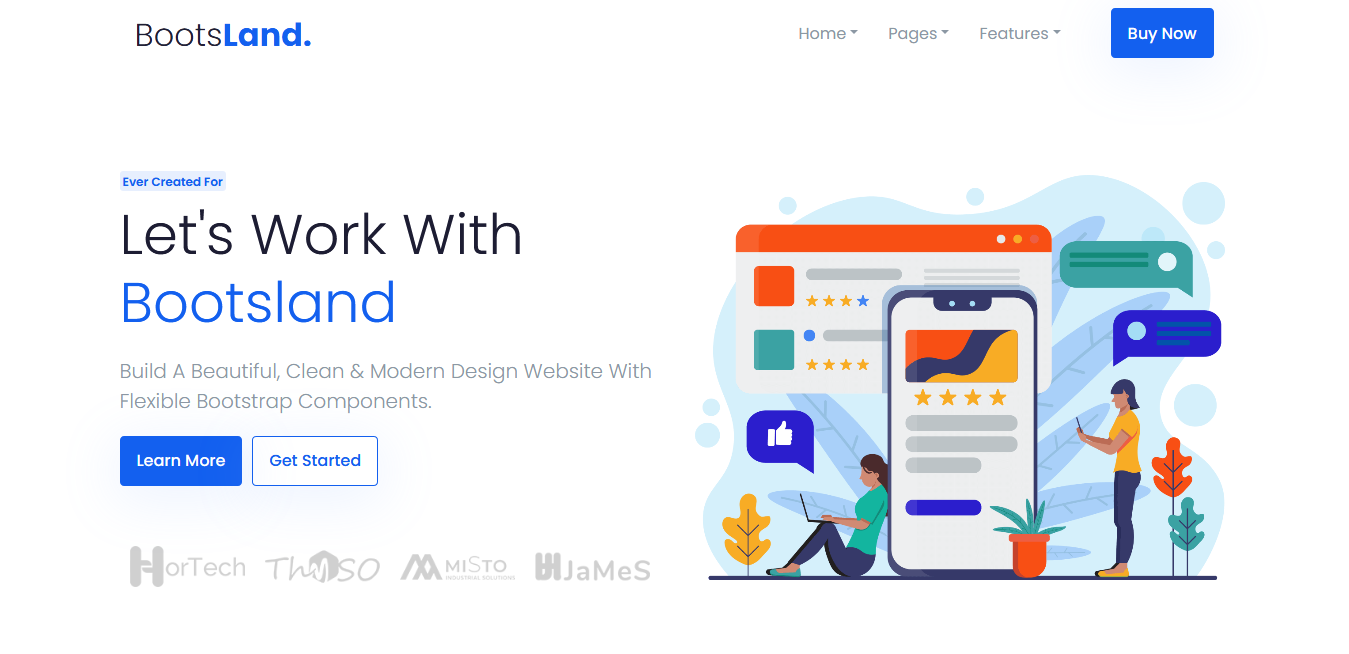 BootsLand.
Home
Pages
Features
Buy Now
Ever Created For
Let's Work With
Bootsland
Build A Beautiful, Clean & Modern Design Website With
Flexible Bootstrap Components.
Learn More
Get Started
HorTech
ThMSO
MiSTO
INDUSTRIAL SOLUTIONS
JaMeS